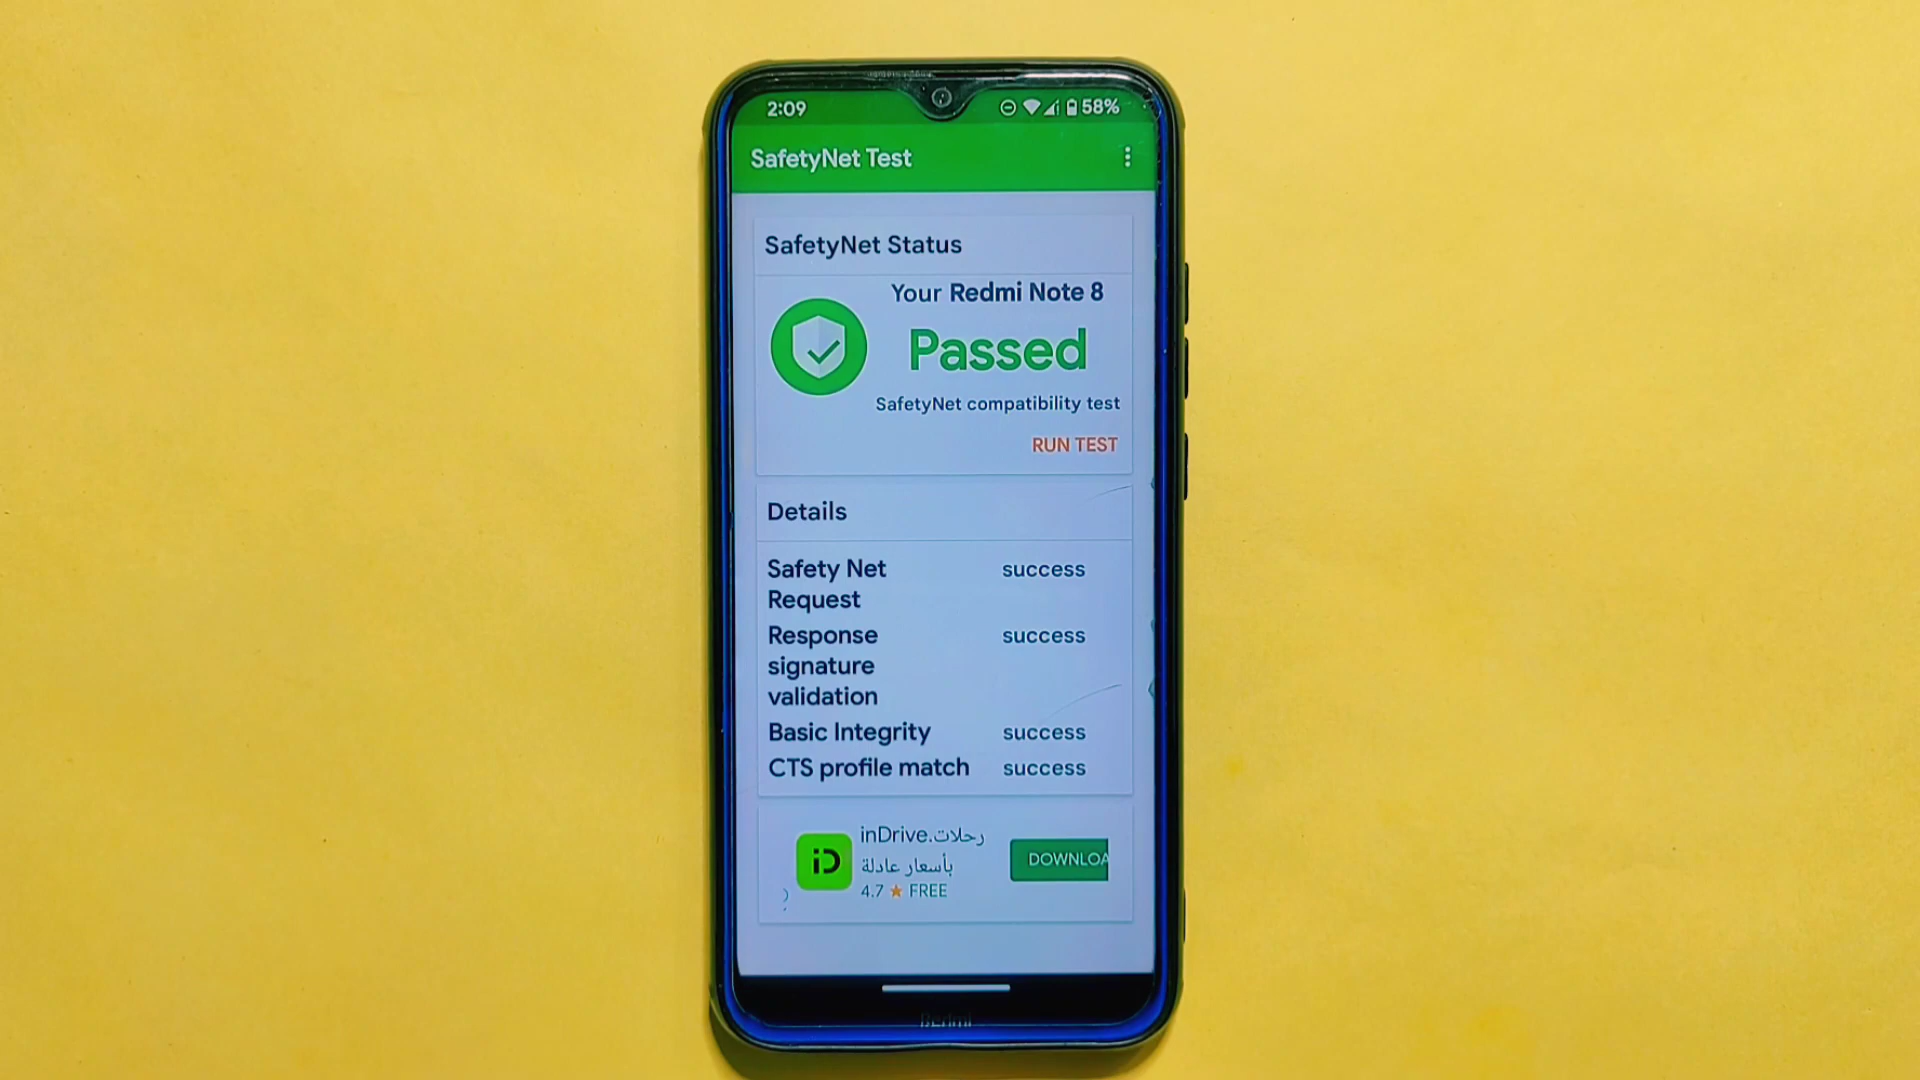 2:09
58%
SafetyNet Test
SafetyNet Status
Your Redmi Note 8
Passed
SafetyNet compatibility test
RUN TEST
Details
Safety Net
Request
success
Response
signature
validation
success
Basic Integrity
success
CTS profile match
success
inDrive.رحلات
بأسعار عادلة
4.7 ★ FREE
DOWNLOA
Redmi